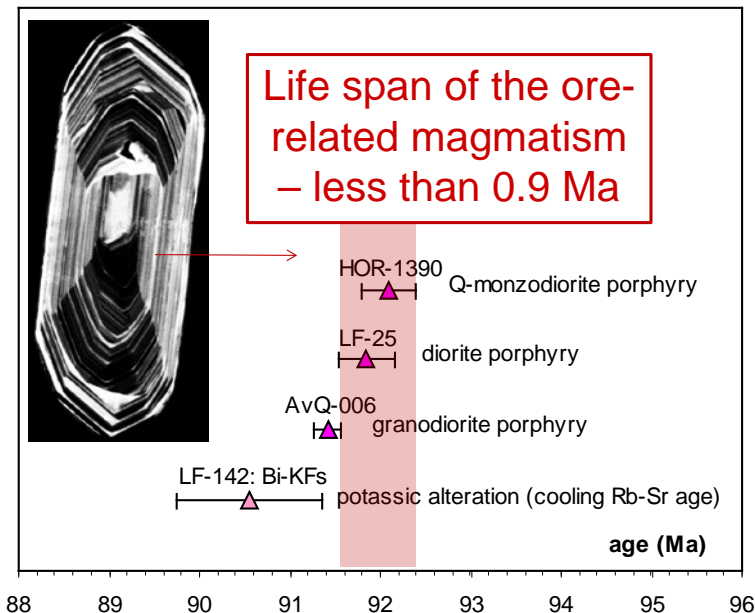 Life span of the ore-
related magmatism
– less than 0.9 Ma
HOR-1390
Q-monzodiorite porphyry
LF-25
diorite porphyry
AvQ-006
granodiorite porphyry
LF-142: Bi-KFs
potassic alteration (cooling Rb-Sr age)
age (Ma)
88 89 90 91 92 93 94 95 96